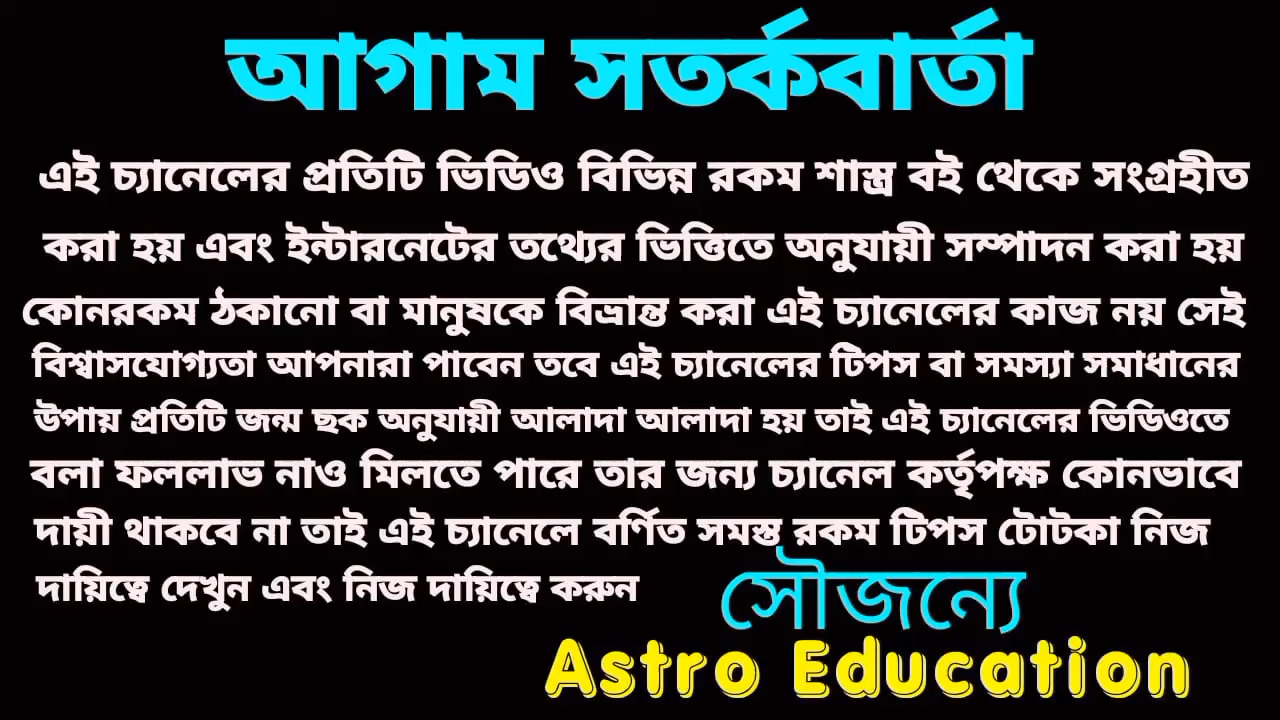 আগাম সতর্কবার্তা
এই চ্যানেলের প্রতিটি ভিডিও বিভিন্ন রকম শাস্ত্র বই থেকে সংগ্রহীত
করা হয় এবং ইন্টারনেটের তথ্যের ভিত্তিতে অনুযায়ী সম্পাদন করা হয়
কোনরকম ঠকানো বা মানুষকে বিভ্রান্ত করা এই চ্যানেলের কাজ নয় সেই
বিশ্বাসযোগ্যতা আপনারা পাবেন তবে এই চ্যানেলের টিপস বা সমস্যা সমাধানের
উপায় প্রতিটি জন্ম ছক অনুযায়ী আলাদা আলাদা হয় তাই এই চ্যানেলের ভিডিওতে
বলা ফললাভ নাও মিলতে পারে তার জন্য চ্যানেল কর্তৃপক্ষ কোনভাবে
দায়ী থাকবে না তাই এই চ্যানেলে বর্ণিত সমস্ত রকম টিপস টোটকা নিজ
দায়িত্বে দেখুন এবং নিজ দায়িত্বে করুন
সৌজন্যে
Astro Education